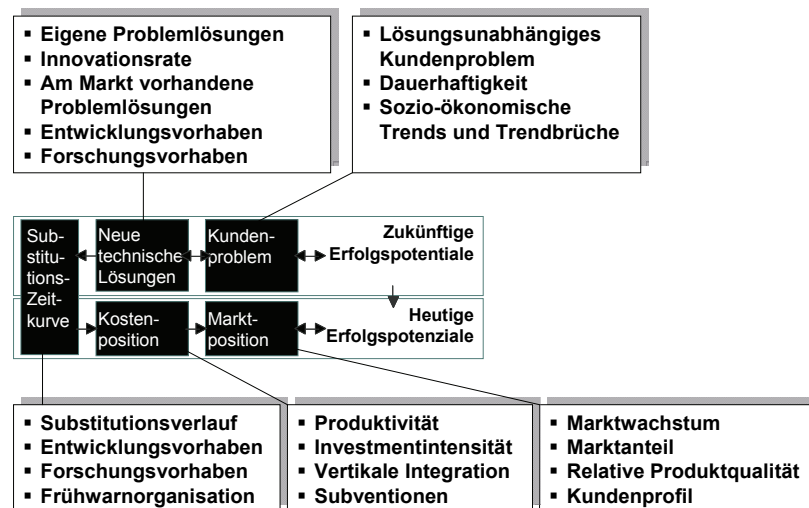 ▪ Eigene Problemlösungen
▪ Innovationsrate
▪ Am Markt vorhandene
Problemlösungen
▪ Entwicklungsvorhaben
▪ Forschungsvorhaben
▪ Lösungsunabhängiges
Kundenproblem
▪ Dauerhaftigkeit
▪ Sozio-ökonomische
Trends und Trendbrüche
Sub-
stitu-
tions-
Zeit-
kurve
Neue
technische
Lösungen
Kunden-
problem
Zukünftige
Erfolgspotentiale
Kosten-
position
Markt-
position
Heutige
Erfolgspotenziale
▪ Substitutionsverlauf
▪ Entwicklungsvorhaben
▪ Forschungsvorhaben
▪ Frühwarnorganisation
▪ Produktivität
▪ Investmentintensität
▪ Vertikale Integration
▪ Subventionen
▪ Marktwachstum
▪ Marktanteil
▪ Relative Produktqualität
▪ Kundenprofil